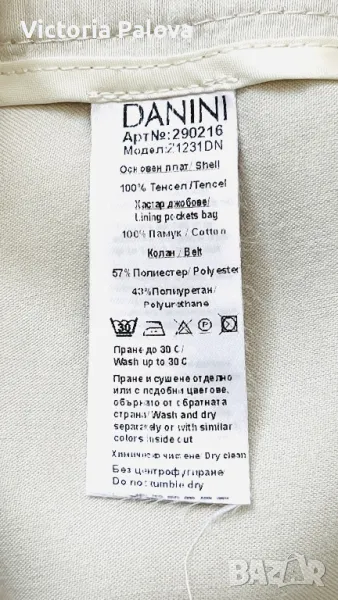 Victoria Palova
DANINI
Арт№:290216
Модел:21231DN
Основен плат/ Shell
100% Тенсел/Tencel
Хастар джобове/
Lining pockets bag
100% Памук / Cotton
Колан / Belt
57% Полиестер/ Polyester
43% Полиуретан/
Polyurethane
30
P
Пране до 30 C/
Wash up to 30 C
Пране и сушене отделно
или с подобни цветове,
обърнато от обратната
страна/Wash and dry
separately or with similar
colors inside out
Химическо чистене/Dry clean
Без центрофугиране/
Do not tumble dry
BAZAR
bg